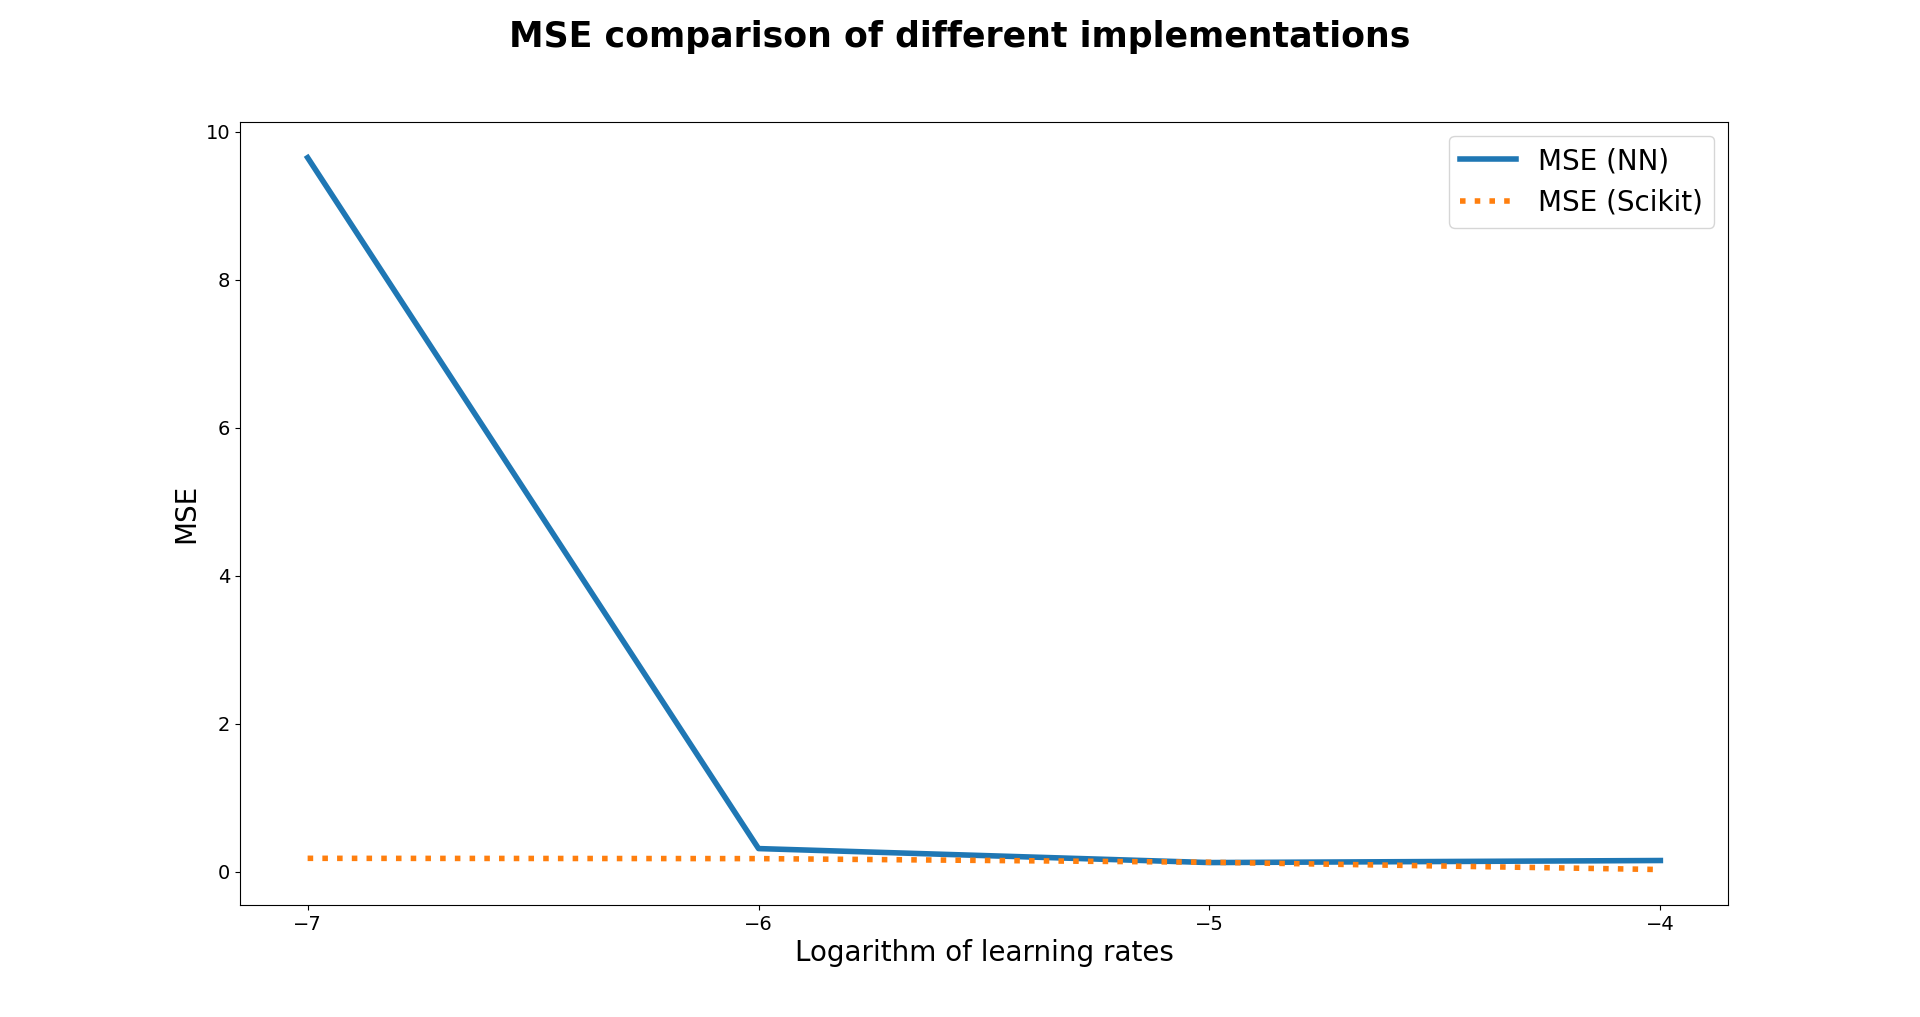 MSE comparison of different implementations
10
8
6
4
2
0
MSE
MSE (NN)
MSE (Scikit)
−7
−6
−5
−4
Logarithm of learning rates